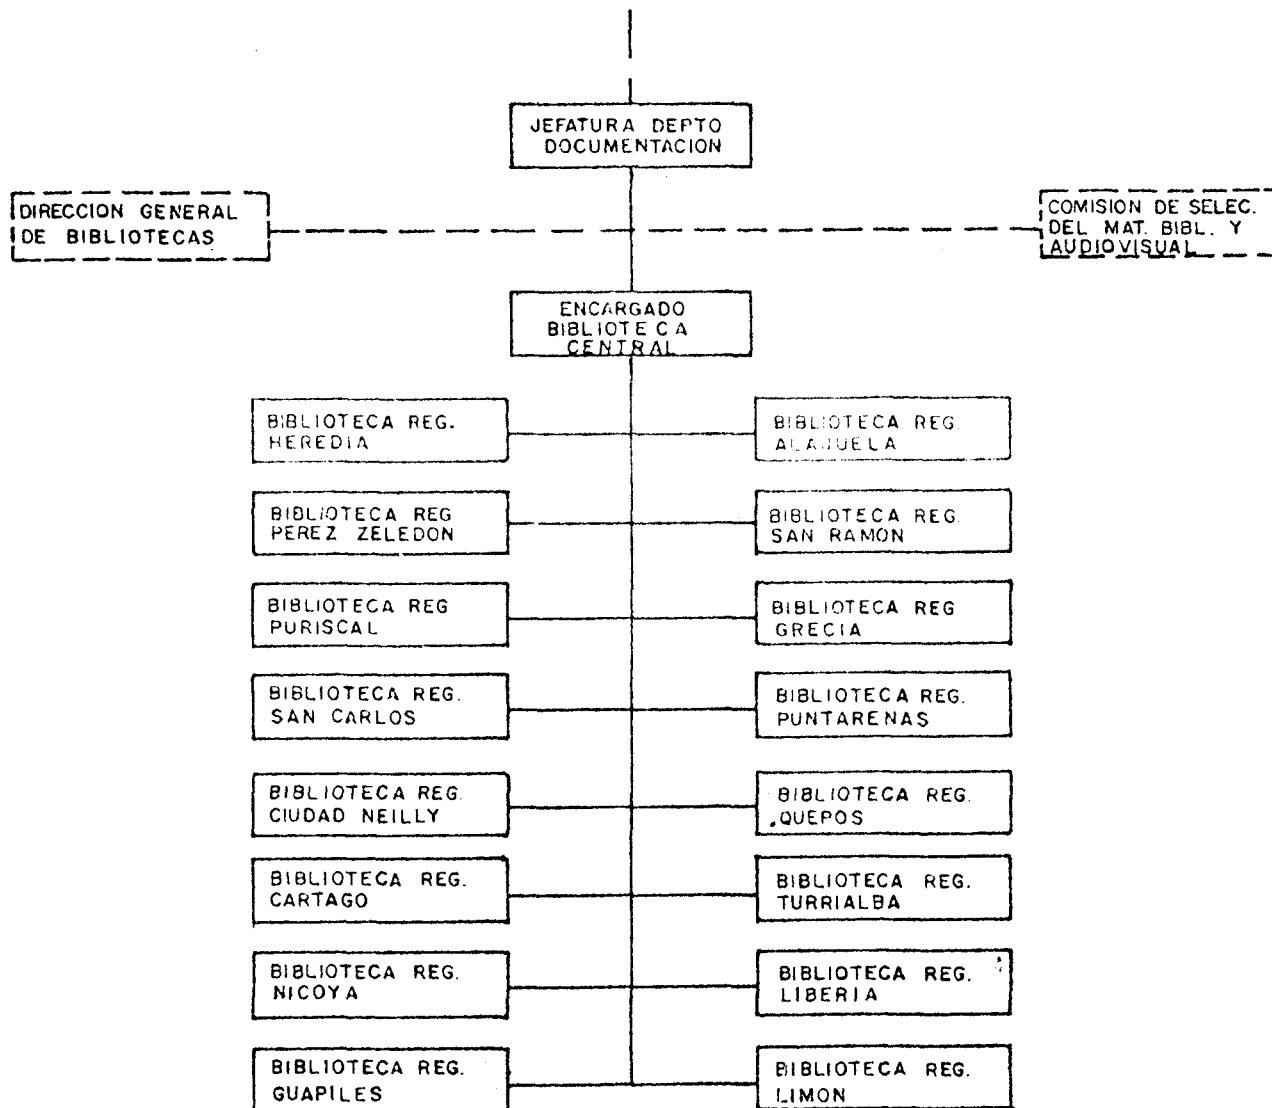 JEFATURA DEPTO
DOCUMENTACION
DIRECCION GENERAL
DE BIBLIOTECAS
COMISION DE SELEC.
DEL MAT. BIBL. Y
AUDIOVISUAL
ENCARGADO
BIBLIOTECA
CENTRAL
BIBLIOTECA REG.
HEREDIA
BIBLIOTECA REG.
ALAJUELA
BIBLIOTECA REG
PEREZ ZELEDON
BIBLIOTECA REG.
SAN RAMON
BIBLIOTECA REG
PURISCAL
BIBLIOTECA REG
GRECIA
BIBLIOTECA REG.
SAN CARLOS
BIBLIOTECA REG.
PUNTARENAS
BIBLIOTECA REG.
CIUDAD NEILLY
BIBLIOTECA REG.
QUEPOS
BIBLIOTECA REG.
CARTAGO
BIBLIOTECA REG.
TURRIALBA
BIBLIOTECA REG.
NICOYA
BIBLIOTECA REG.
LIBERIA
BIBLIOTECA REG.
GUAPILES
BIBLIOTECA REG.
LIMON